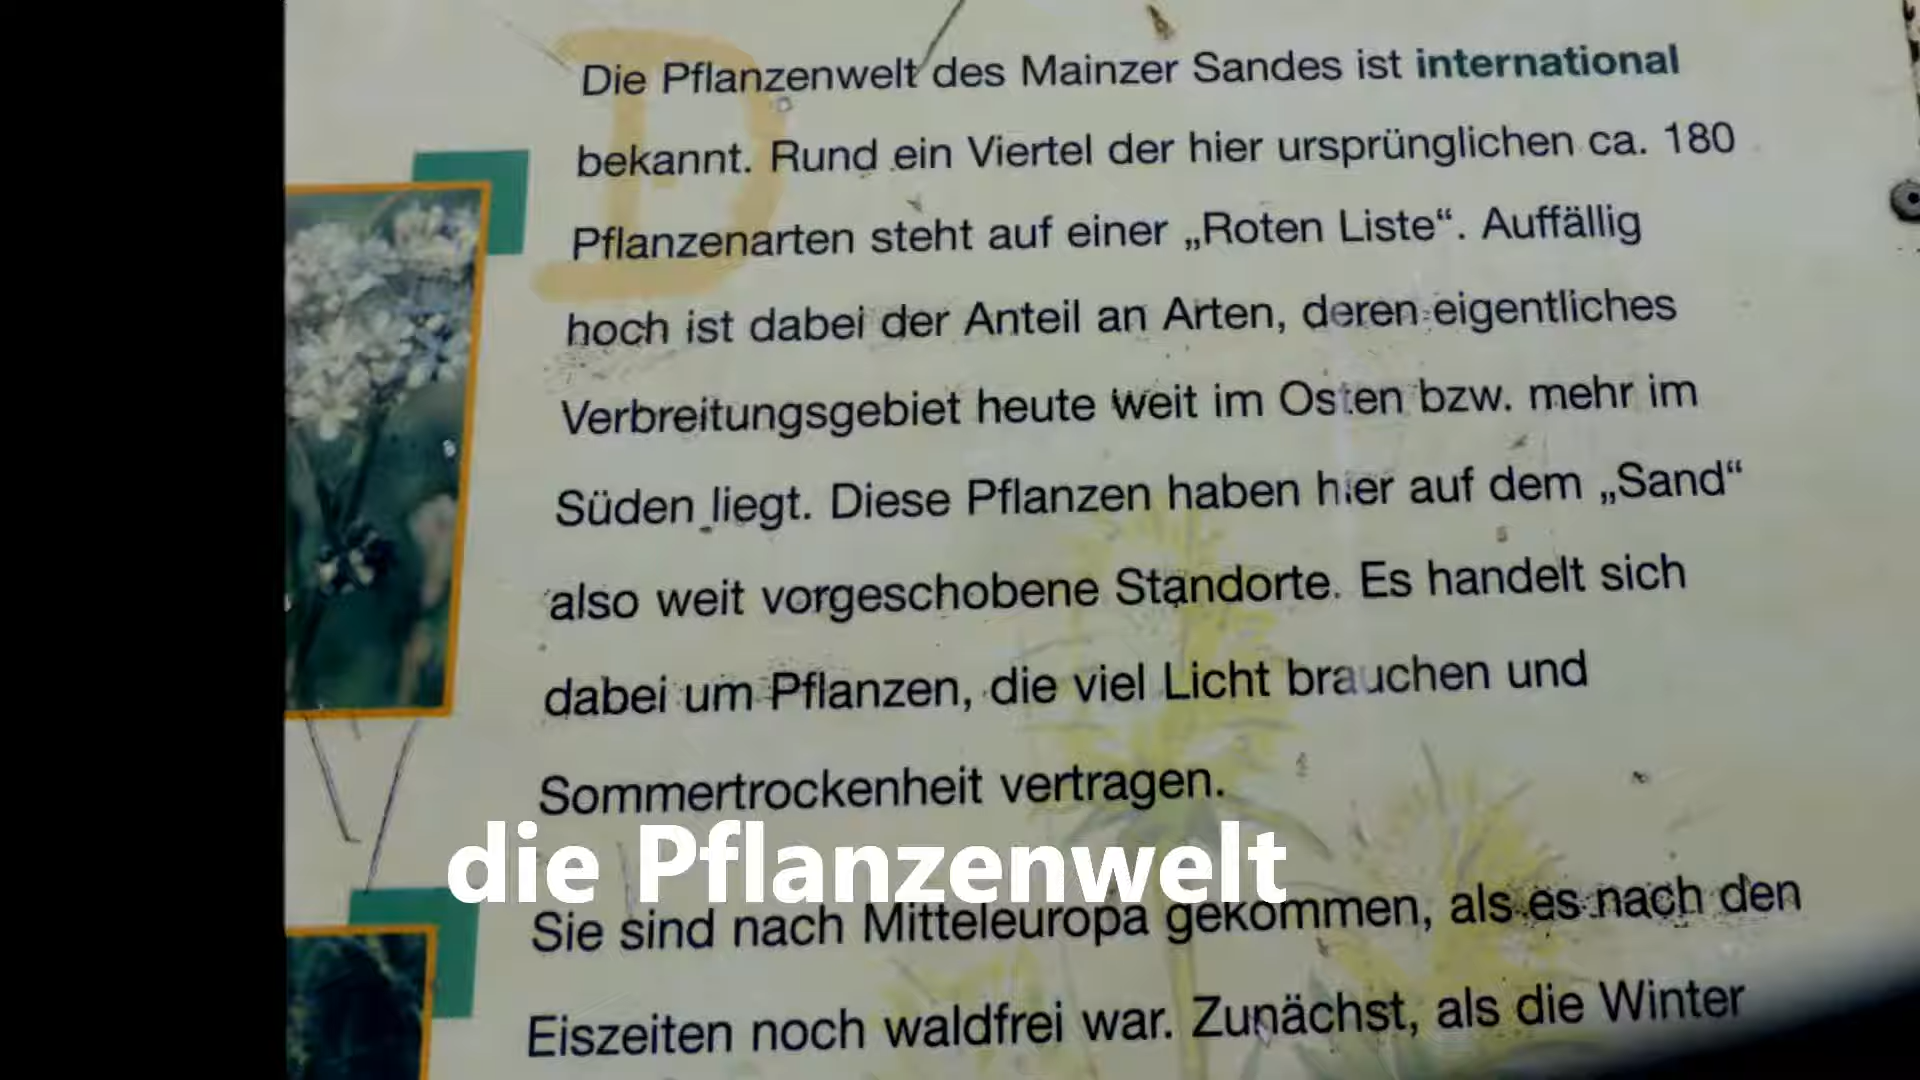 Die Pflanzenwelt des Mainzer Sandes ist international
bekannt. Rund ein Viertel der hier ursprünglichen ca. 180
Pflanzenarten steht auf einer „Roten Liste“. Auffällig
hoch ist dabei der Anteil an Arten, deren eigentliches
Verbreitungsgebiet heute weit im Osten bzw. mehr im
Süden liegt. Diese Pflanzen haben hier auf dem „Sand“
also weit vorgeschobene Standorte. Es handelt sich
dabei um Pflanzen, die viel Licht brauchen und
Sommertrockenheit vertragen.
die Pflanzenwelt
Sie sind nach Mitteleuropa gekommen, als es nach den
Eiszeiten noch waldfrei war. Zunächst, als die Winter